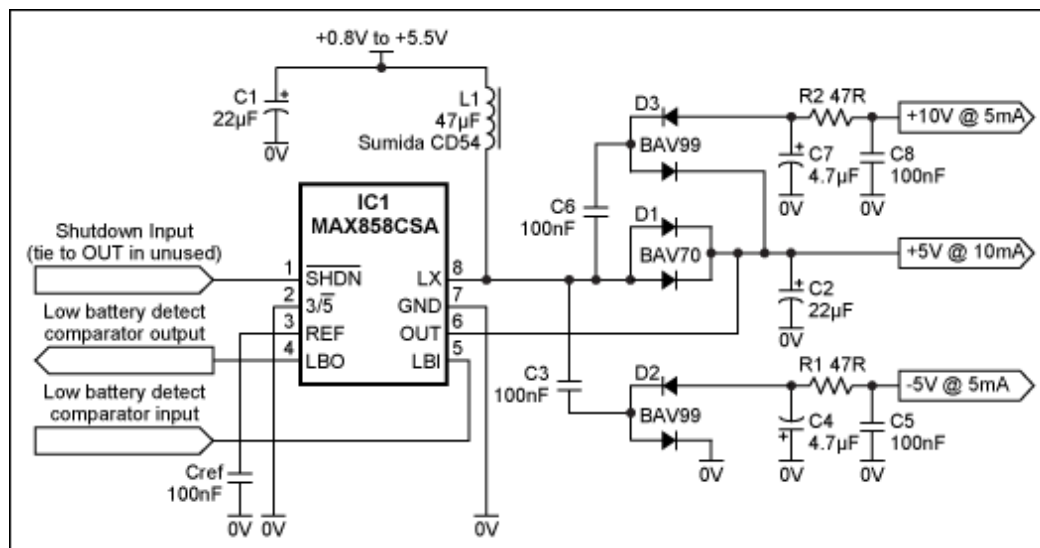 +0.8V to +5.5V
C1
22µF
+
0V
L1
47µF
Sumida CD54
D3
BAV99
R2 47R
+10V @ 5mA
C7
4.7µF
+
C8
100nF
0V
0V
IC1
MAX858CSA
C6
100nF
D1
BAV70
Shutdown Input
(tie to OUT in unused)
1
SHDN
LX
8
+5V @ 10mA
2
3/5
GND
7
C2
22µF
+
0V
Low battery detect
comparator output
3
REF
OUT
6
4
LBO
LBI
5
C3
100nF
D2
BAV99
R1 47R
-5V @ 5mA
Low battery detect
comparator input
C4
4.7µF
+
C5
100nF
0V
0V
0V
Cref
100nF
0V
0V
0V